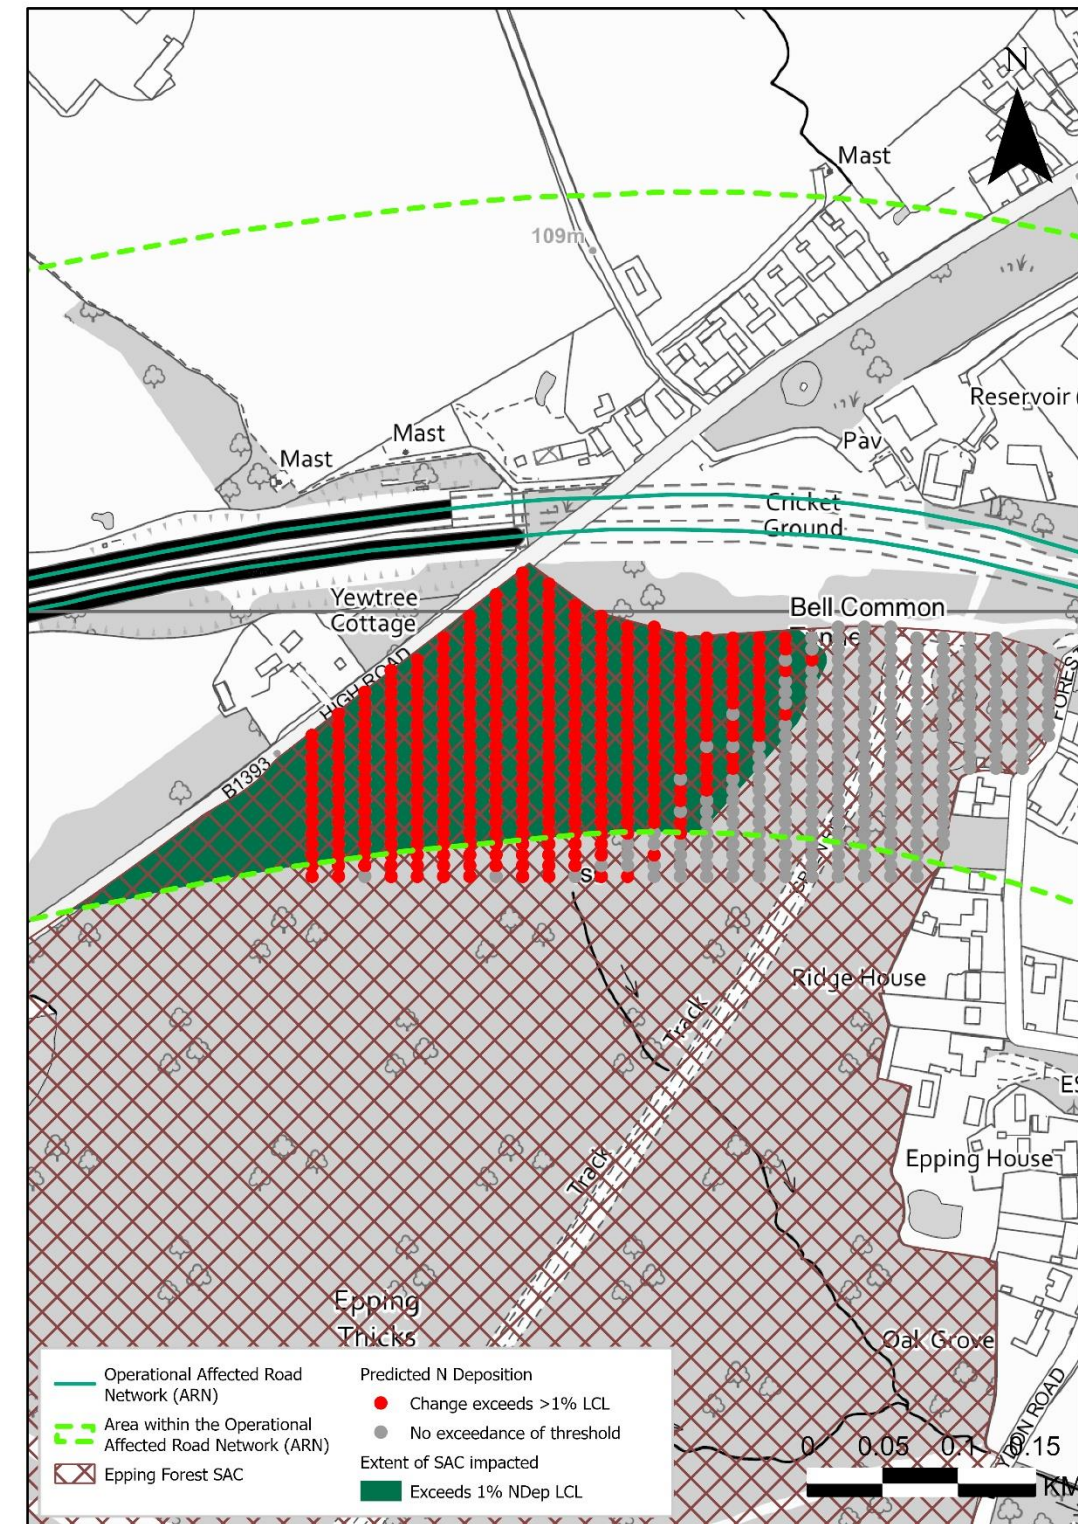 N
Mast
109m
Reservoir
Pav
Mast
Mast
Cricket
Ground
Yewtree
Cottage
Bell Common
HIGH ROAD
B1393
S
Ridge House
Track
Track
Epping House
Epping
Thicks
Oak Grove
Operational Affected Road
Network (ARN)
Area within the Operational
Affected Road Network (ARN)
Epping Forest SAC
Predicted N Deposition
Change exceeds >1% LCL
No exceedance of threshold
Extent of SAC impacted
Exceeds 1% NDep LCL
0 0.05 0.1 0.15